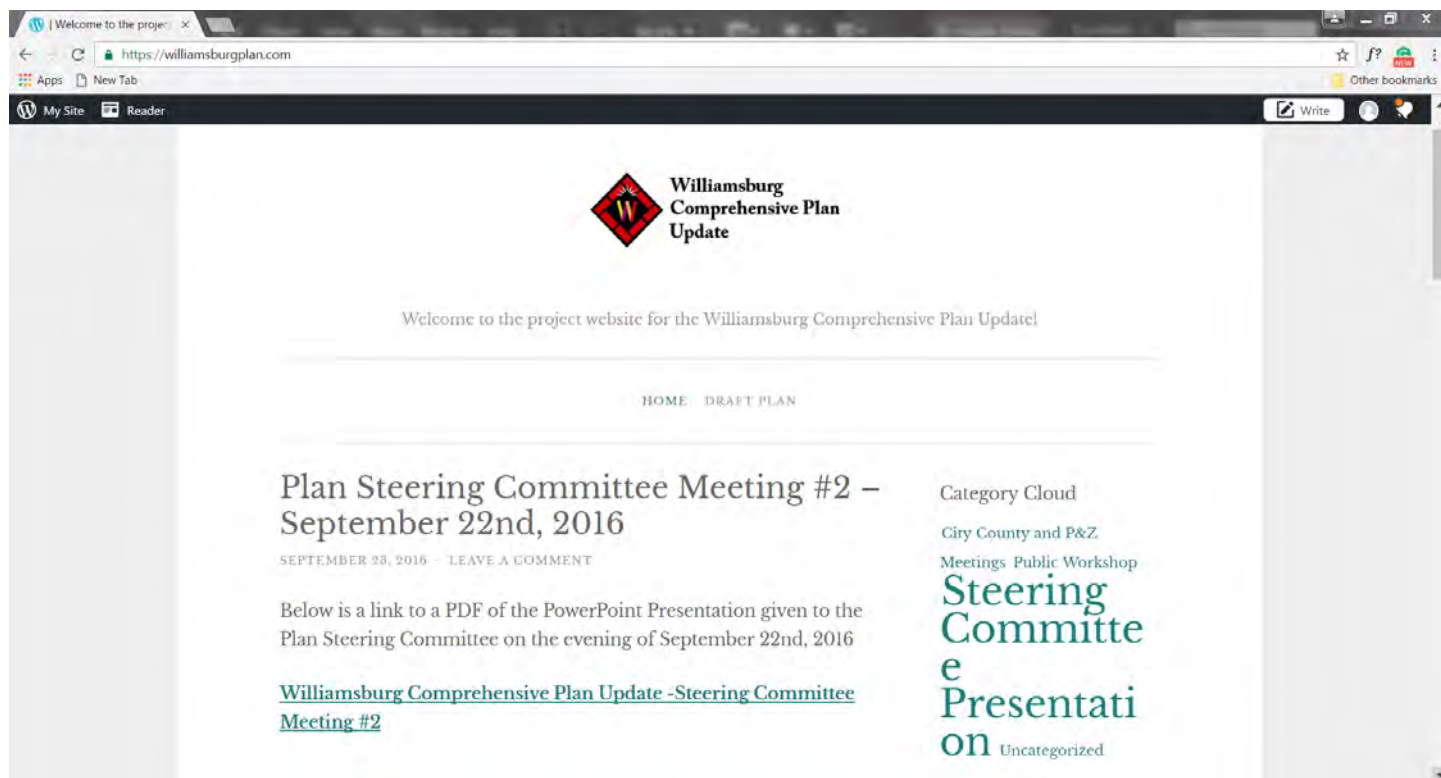 | Welcome to the projec
https://williamsburgplan.com
f?
NEW
Apps New Tab
Other bookmarks
My Site Reader
Write
W
Williamsburg
Comprehensive Plan
Update
Welcome to the project website for the Williamsburg Comprehensive Plan Update!
HOME DRAFT PLAN
Plan Steering Committee Meeting #2 –
September 22nd, 2016
SEPTEMBER 23, 2016 ~ LEAVE A COMMENT
Below is a link to a PDF of the PowerPoint Presentation given to the
Plan Steering Committee on the evening of September 22nd, 2016
Williamsburg Comprehensive Plan Update -Steering Committee
Meeting #2
Category Cloud
City County and P&Z
Meetings Public Workshop
Steering
Committe
e
Presentati
on Uncategorized